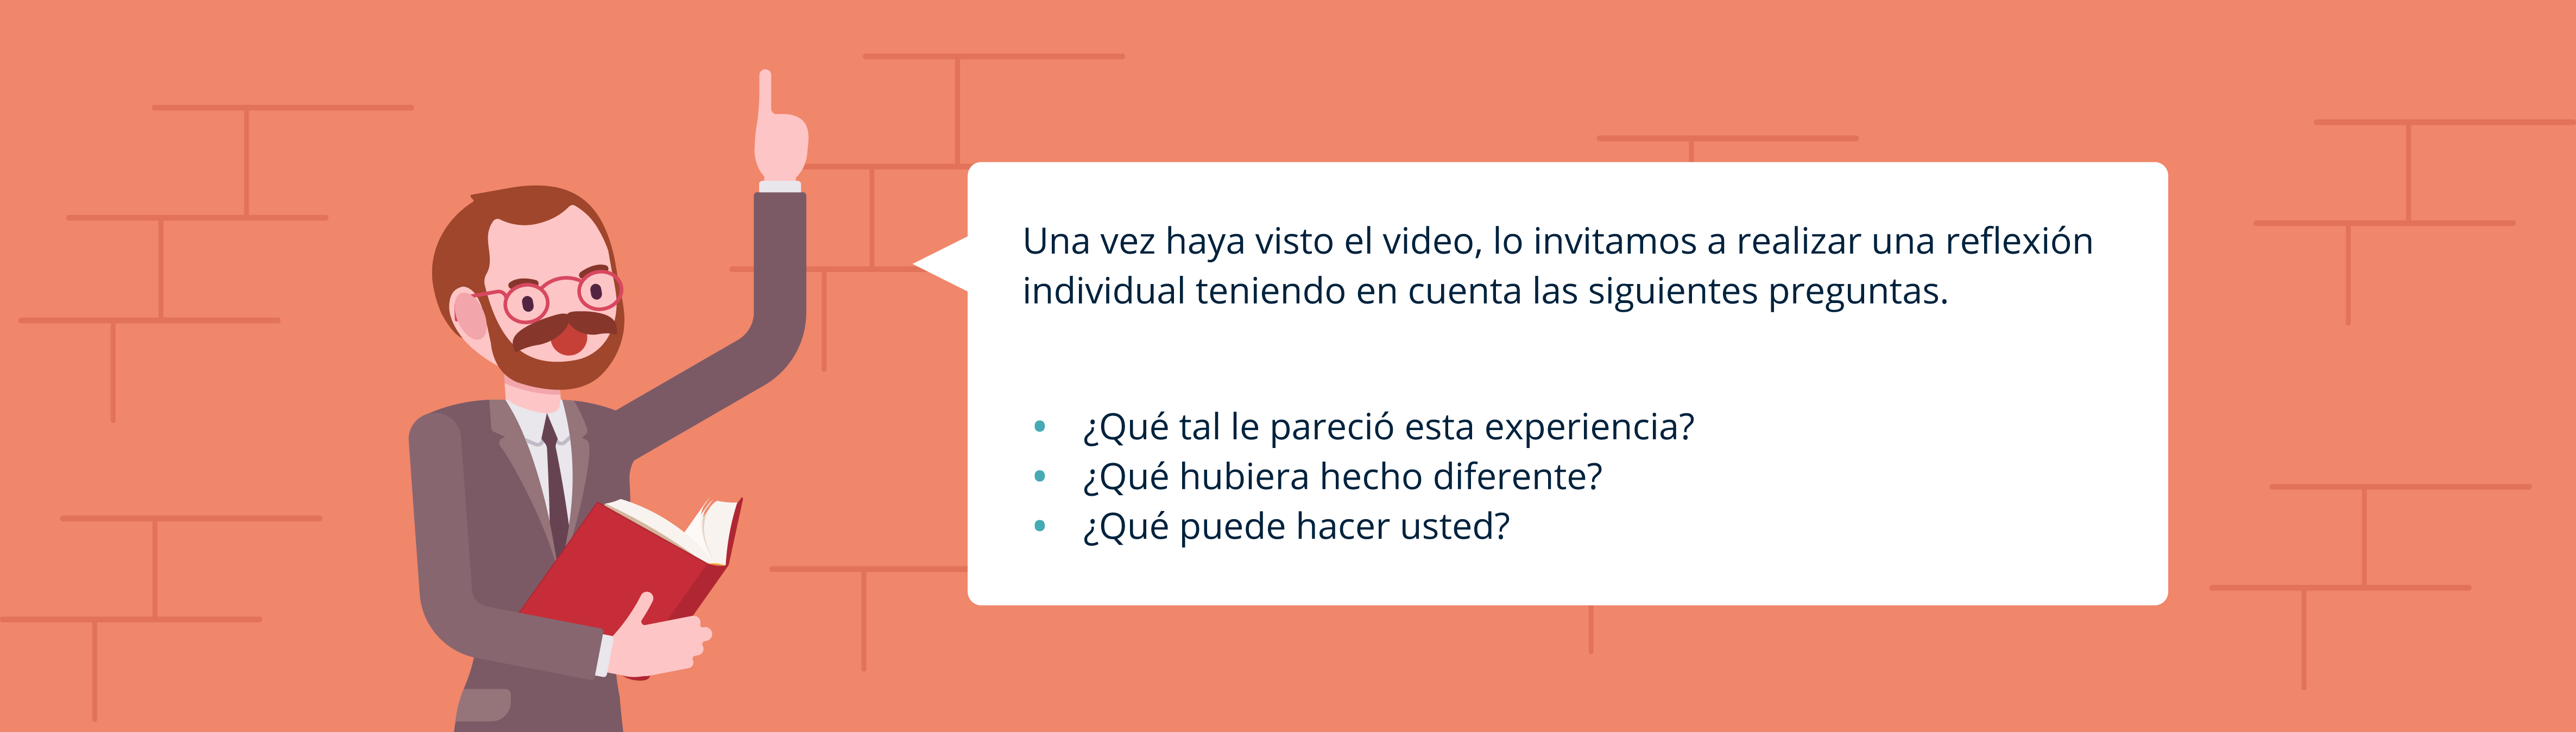 Una vez haya visto el video, lo invitamos a realizar una reflexión
individual teniendo en cuenta las siguientes preguntas.
• ¿Qué tal le pareció esta experiencia?
• ¿Qué hubiera hecho diferente?
• ¿Qué puede hacer usted?